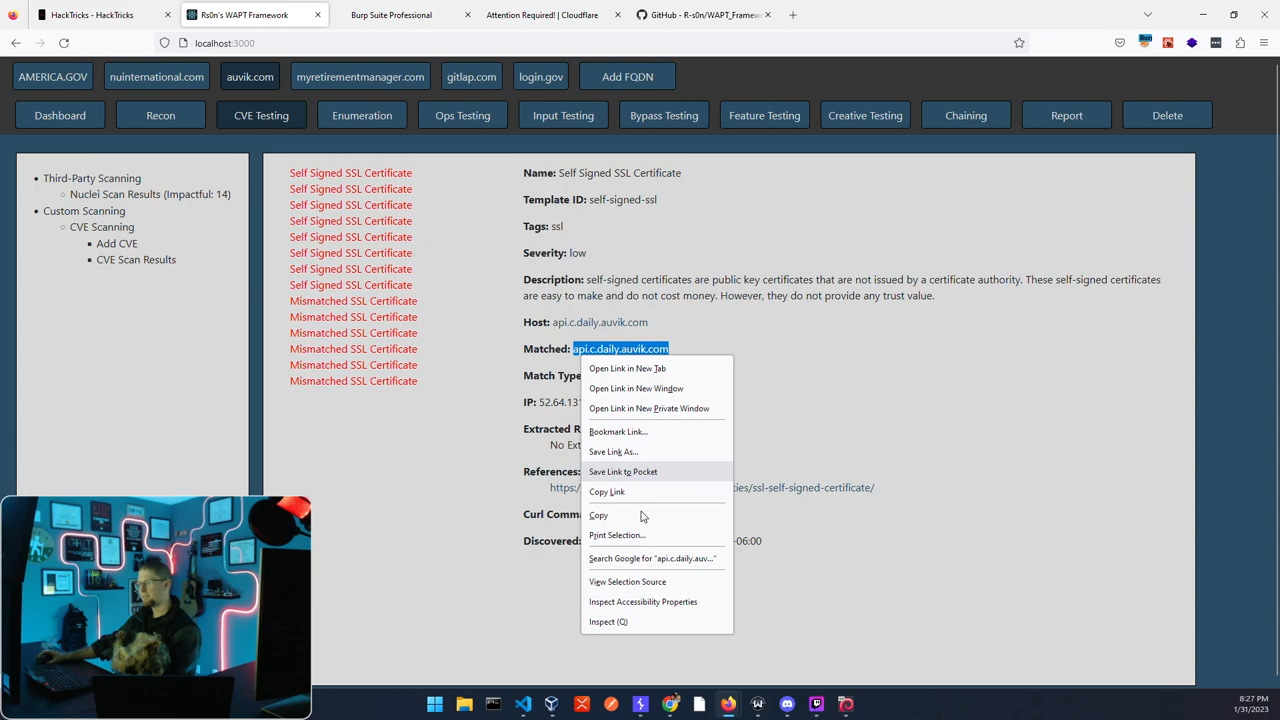 HackTricks - HackTricks
Rs0n's WAPT Framework
Burp Suite Professional
Attention Required! | Cloudflare
GitHub - R-s0n/WAPT_Framew
localhost:3000
AMERICA.GOV
nuinternational.com
auvik.com
myretirementmanager.com
gitlap.com
login.gov
Add FQDN
Dashboard
Recon
CVE Testing
Enumeration
Ops Testing
Input Testing
Bypass Testing
Feature Testing
Creative Testing
Chaining
Report
Delete
Third-Party Scanning
Nuclei Scan Results (Impactful: 14)
Custom Scanning
CVE Scanning
Add CVE
CVE Scan Results
Self Signed SSL Certificate
Self Signed SSL Certificate
Self Signed SSL Certificate
Self Signed SSL Certificate
Self Signed SSL Certificate
Self Signed SSL Certificate
Self Signed SSL Certificate
Self Signed SSL Certificate
Mismatched SSL Certificate
Mismatched SSL Certificate
Mismatched SSL Certificate
Mismatched SSL Certificate
Mismatched SSL Certificate
Mismatched SSL Certificate
Name: Self Signed SSL Certificate
Template ID: self-signed-ssl
Tags: ssl
Severity: low
Description: self-signed certificates are public key certificates that are not issued by a certificate authority. These self-signed certificates
are easy to make and do not cost money. However, they do not provide any trust value.
Host: api.c.daily.auvik.com
Matched: api.c.daily.auvik.com
Match Type
IP: 52.64.131
Extracted R
No Ext
References:
https:/
ies/ssl-self-signed-certificate/
Curl Comma
Discovered:
-06:00
Open Link in New Tab
Open Link in New Window
Open Link in New Private Window
Bookmark Link...
Save Link As...
Save Link to Pocket
Copy Link
Copy
Print Selection...
Search Google for "api.c.daily.auv..."
View Selection Source
Inspect Accessibility Properties
Inspect (Q)
8:27 PM
1/31/2023